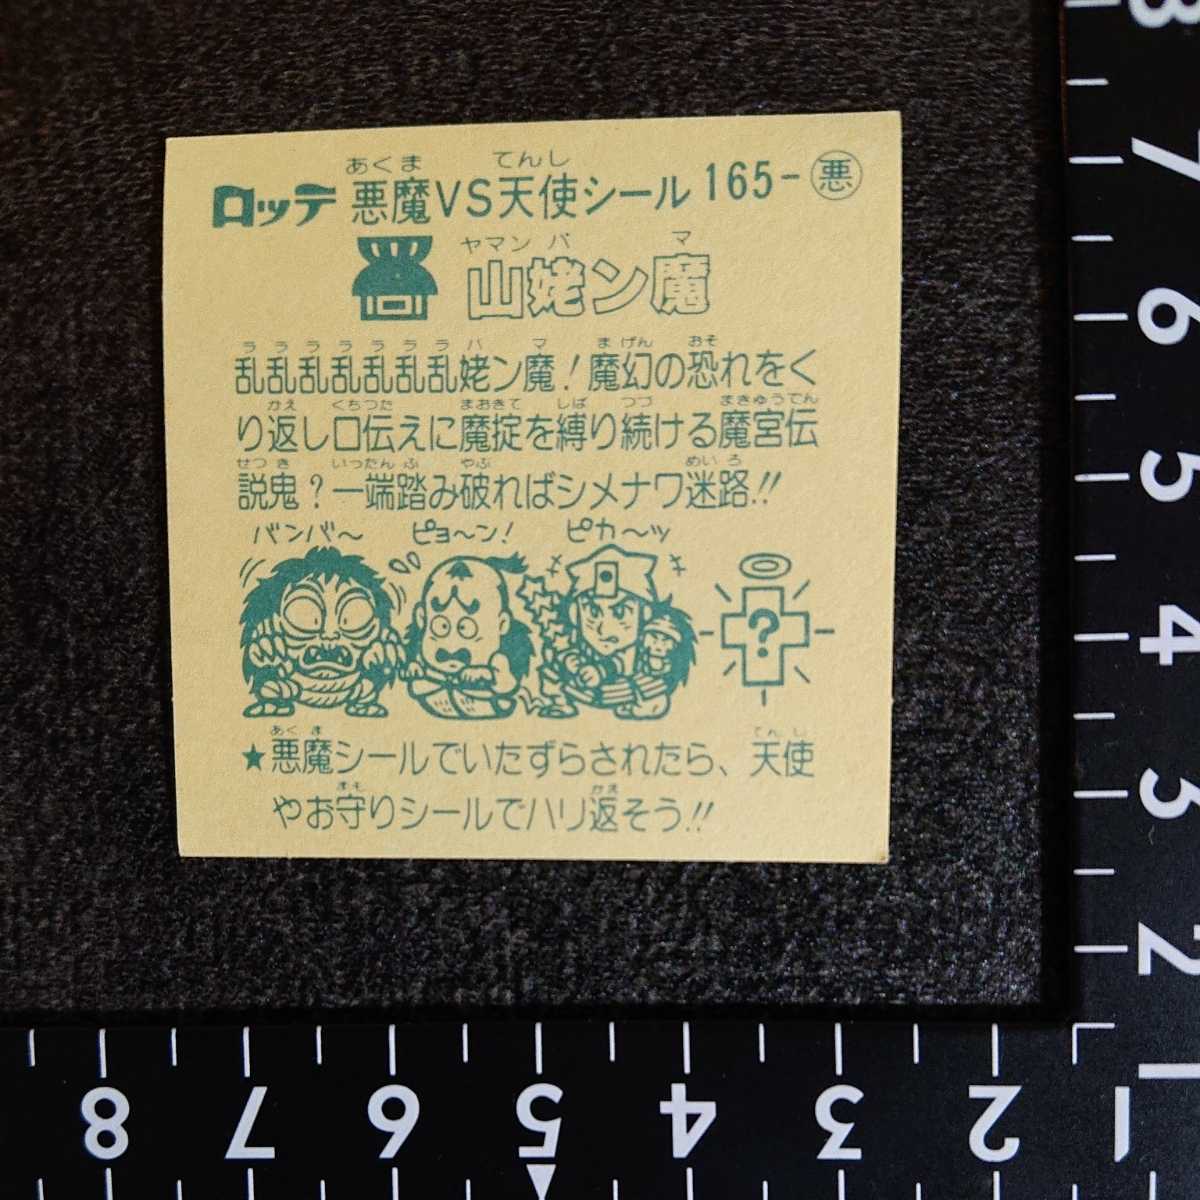 あくま てんし
ロッテ 悪魔VS天使シール 165-悪
ヤマンバ マ
山姥ン魔
ラララララララバ マ まげん おそ
乱乱乱乱乱乱乱姥ン魔!魔幻の恐れをく
かえ くちつた まおきて しば つづ まきゅうでん
り返し口伝えに魔掟を縛り続ける魔宮伝
せつき いったんふ やぶ めいろ
説鬼?一端踏み破ればシメナワ迷路!!
バンバ〜 ピョ〜ン! ピカ〜ッ
?
あくま てんし
★悪魔シールでいたずらされたら、天使
まも かえ
やお守りシールでハリ返そう!!
8
7
6
5
4
3
2
1
8 7 6 5 4 3 2 1